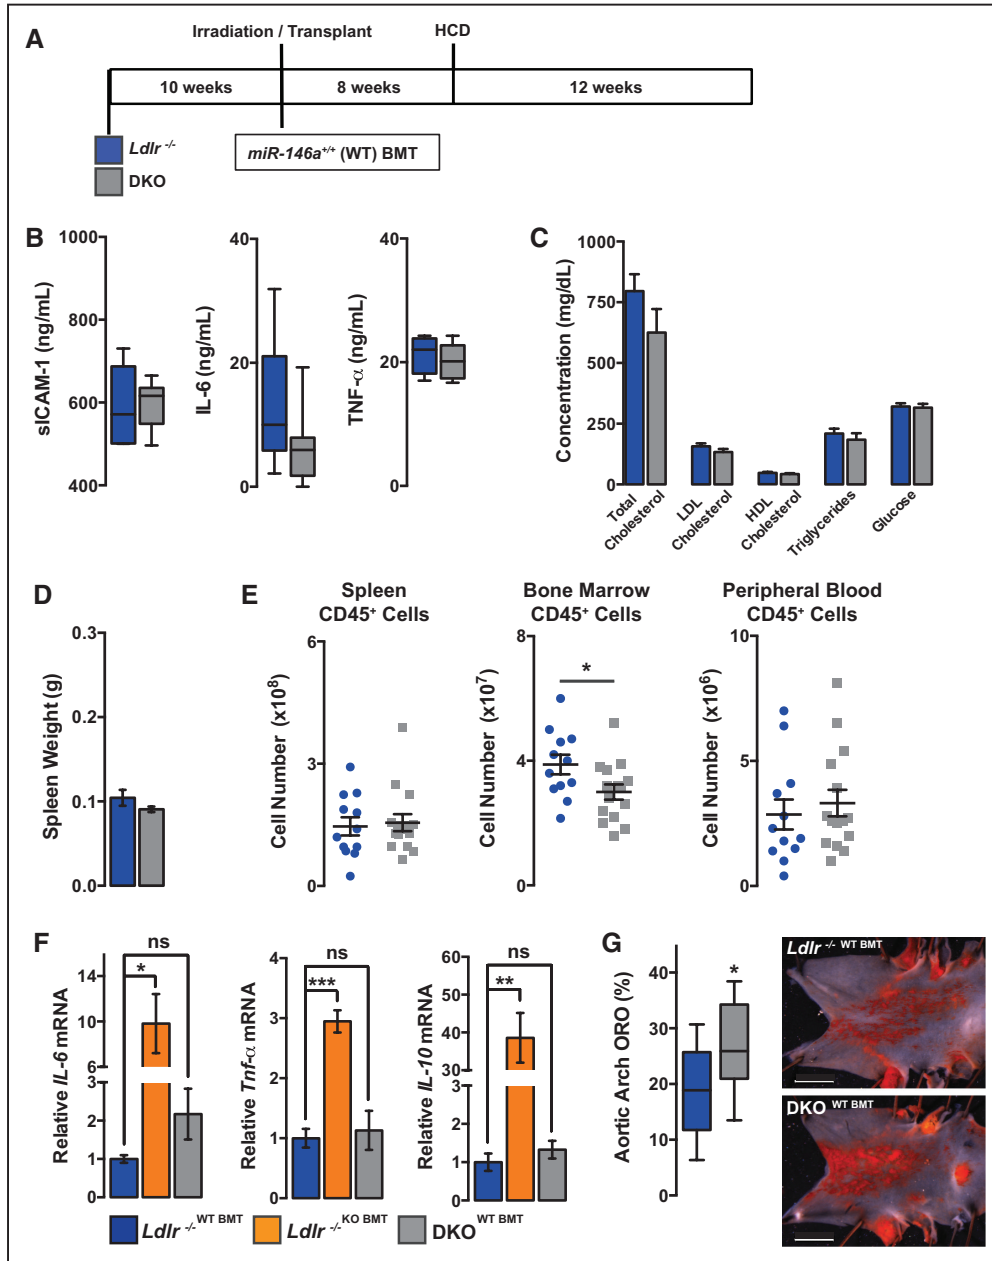 A
Irradiation / Transplant
HCD
10 weeks
8 weeks
12 weeks
Ldlr -/-
DKO
miR-146a+/+ (WT) BMT
B
sICAM-1 (ng/mL)
1000
800
600
400
IL-6 (ng/mL)
40
20
0
TNF-α (ng/mL)
40
20
0
C
Concentration (mg/dL)
1000
750
500
250
0
Total
Cholesterol
LDL
Cholesterol
HDL
Cholesterol
Triglycerides
Glucose
D
Spleen Weight (g)
0.3
0.2
0.1
0.0
E
Spleen
CD45+ Cells
Cell Number (x10⁸)
6
3
0
Bone Marrow
CD45+ Cells
Cell Number (x10⁷)
8
4
0
*
Peripheral Blood
CD45+ Cells
Cell Number (x10⁶)
10
5
0
F
Relative IL-6 mRNA
14
10
6
3
2
1
0
ns
*
Relative Tnf-α mRNA
4
3
2
1
0
ns
***
Relative IL-10 mRNA
60
50
40
30
20
3
2
1
0
ns
**
Ldlr -/- WT BMT
Ldlr -/- KO BMT
DKO WT BMT
G
Aortic Arch ORO (%)
40
30
20
10
0
*
Ldlr -/- WT BMT
DKO WT BMT